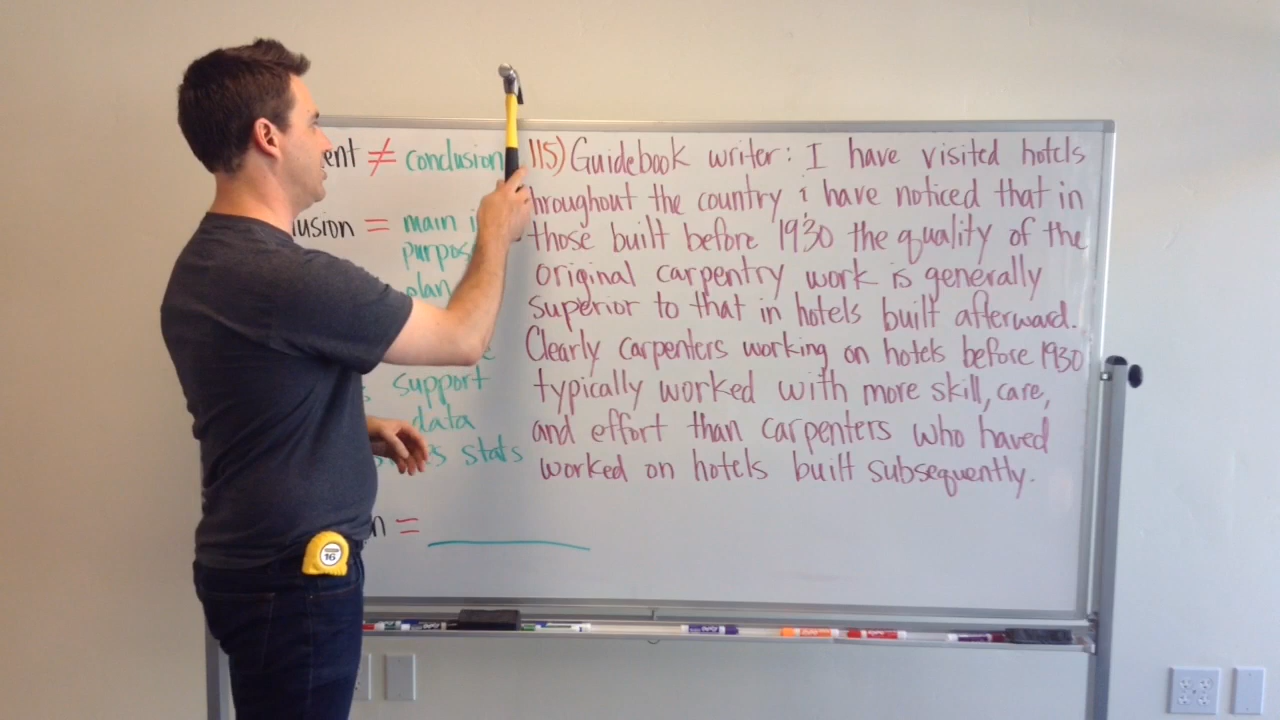 ent ≠ conclusion
lusion = main i
purpos
plan
support
data
s stats
n =
115) Guidebook writer: I have visited hotels
hroughout the country & have noticed that in
those built before 1930 the quality of the
original carpentry work is generally
superior to that in hotels built afterward.
Clearly carpenters working on hotels before 1930
typically worked with more skill, care,
and effort than carpenters who haved
worked on hotels built subsequently.
16
EXPO